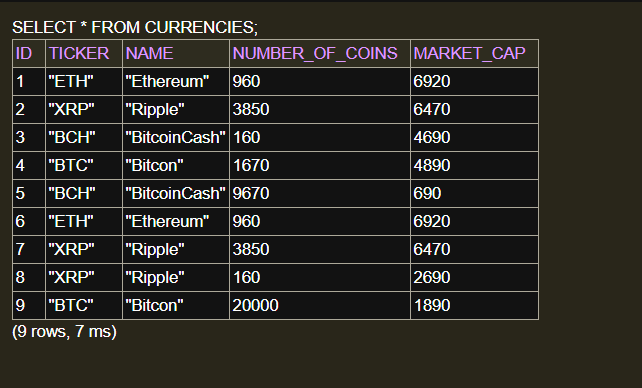 SELECT * FROM CURRENCIES;
ID TICKER NAME NUMBER_OF_COINS MARKET_CAP
1 "ETH" "Ethereum" 960 6920
2 "XRP" "Ripple" 3850 6470
3 "BCH" "BitcoinCash" 160 4690
4 "BTC" "Bitcon" 1670 4890
5 "BCH" "BitcoinCash" 9670 690
6 "ETH" "Ethereum" 960 6920
7 "XRP" "Ripple" 3850 6470
8 "XRP" "Ripple" 160 2690
9 "BTC" "Bitcon" 20000 1890
(9 rows, 7 ms)